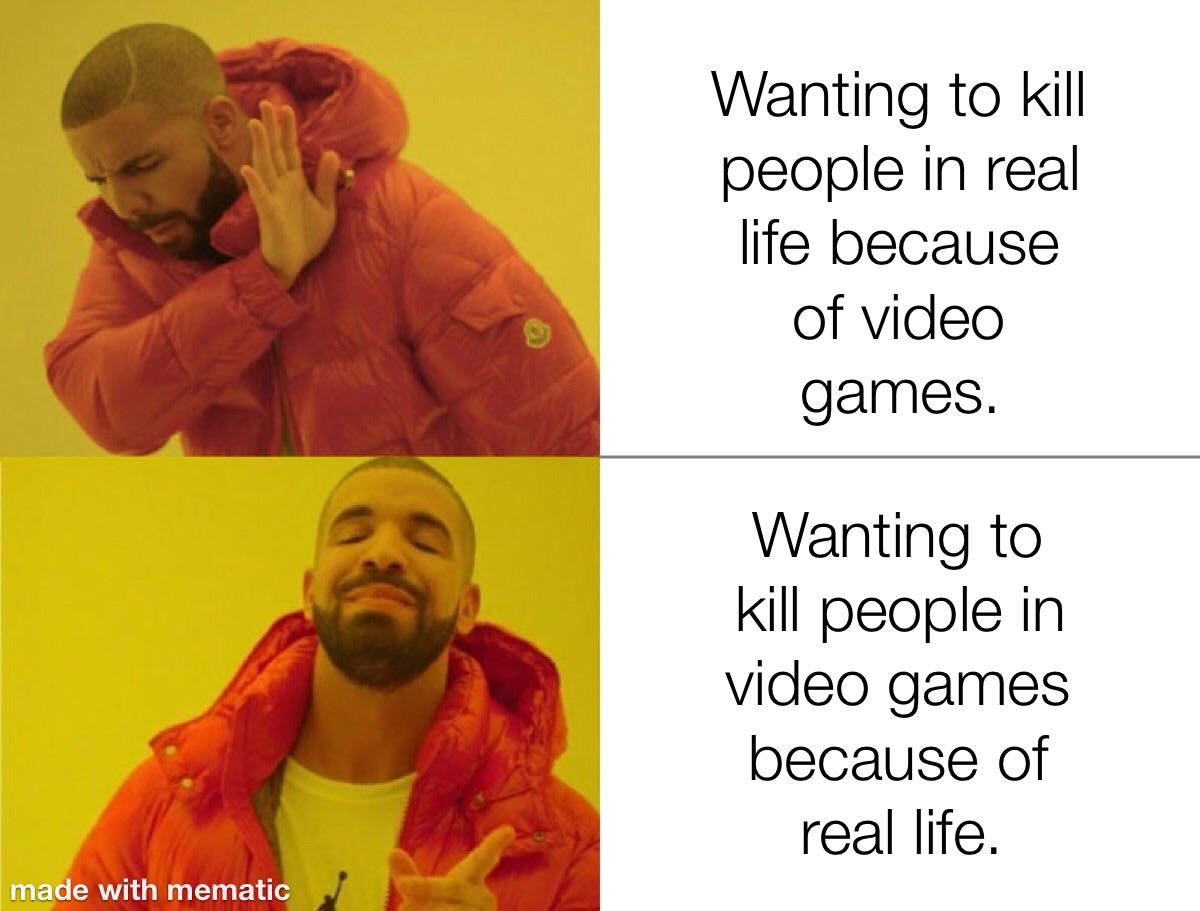 Wanting to kill
people in real
life because
of video
games.
Wanting to
kill people in
video games
because of
real life.
made with mematic